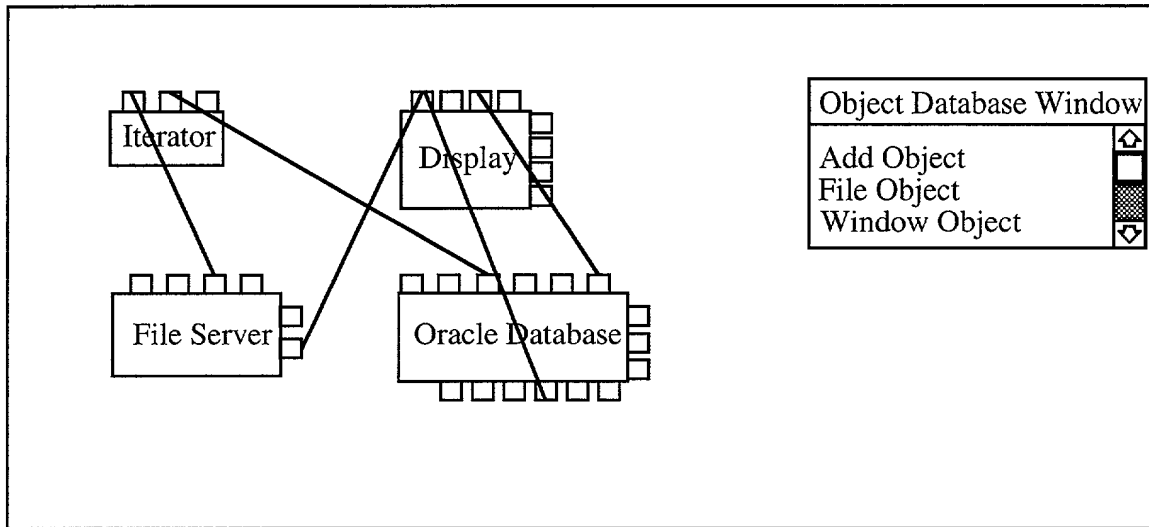 Iterator
Display
File Server
Oracle Database
Object Database Window
Add Object
File Object
Window Object